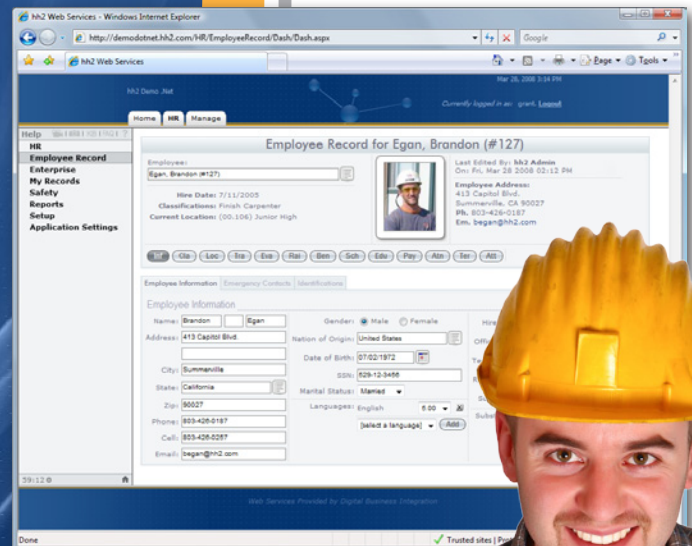 hh2 Web Services - Windows Internet Explorer
http://demodotnet.hh2.com/HR/EmployeeRecord/Dash/Dash.aspx
Google
hh2 Web Services
Page
Tools
hh2 Demo .Net
Mar 28, 2008 3:14 PM
Currently logged in as: grant. Logout
Home HR Manage
Help
HR
Employee Record
Enterprise
My Records
Safety
Reports
Setup
Application Settings
Employee Record for Egan, Brandon (#127)
Employee:
Egan, Brandon (#127)
Hire Date: 7/11/2005
Classifications: Finish Carpenter
Current Location: (00.106) Junior High
Last Edited By: hh2 Admin
On: Fri, Mar 28 2008 02:12 PM
Employee Address:
413 Capitol Blvd.
Summerville, CA 90027
Ph. 803-426-0187
Em. began@hh2.com
Inf Cla Loc Tra Eva Rai Ben Sch Edu Pay Atn Ter Att
Employee Information Emergency Contacts Identifications
Employee Information
Name: Brandon Egan
Address: 413 Capitol Blvd.
City: Summerville
State: California
Zip: 90027
Phone: 803-426-0187
Cell: 803-426-0257
Email: began@hh2.com
Gender: Male Female
Nation of Origin: United States
Date of Birth: 07/02/1972
SSN: 629-12-3456
Marital Status: Married
Languages: English 5.00
[select a language] Add
Hire
59:12
Web Services Provided by Digital Business Integration
Done
Trusted sites